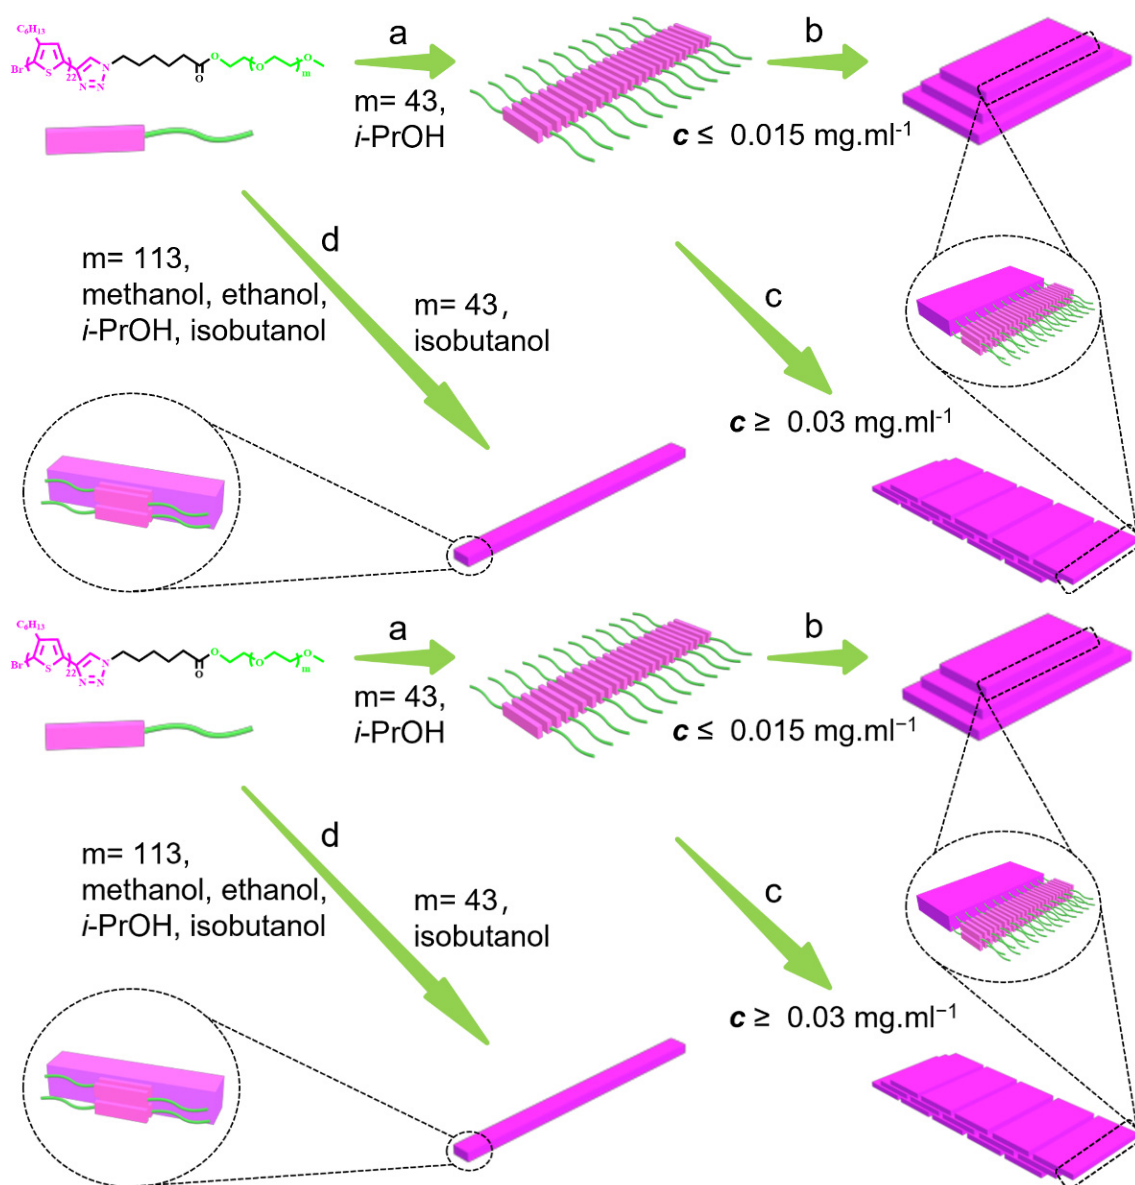 C6H13
Br S 22 N N N O O O O m
a
m= 43,
i-PrOH
b
c ≤ 0.015 mg.ml-1
d
m= 113,
methanol, ethanol,
i-PrOH, isobutanol
m= 43,
isobutanol
c
c ≥ 0.03 mg.ml-1
C6H13
Br S 22 N N N O O O O m
a
m= 43,
i-PrOH
b
c ≤ 0.015 mg.ml−1
d
m= 113,
methanol, ethanol,
i-PrOH, isobutanol
m= 43,
isobutanol
c
c ≥ 0.03 mg.ml−1